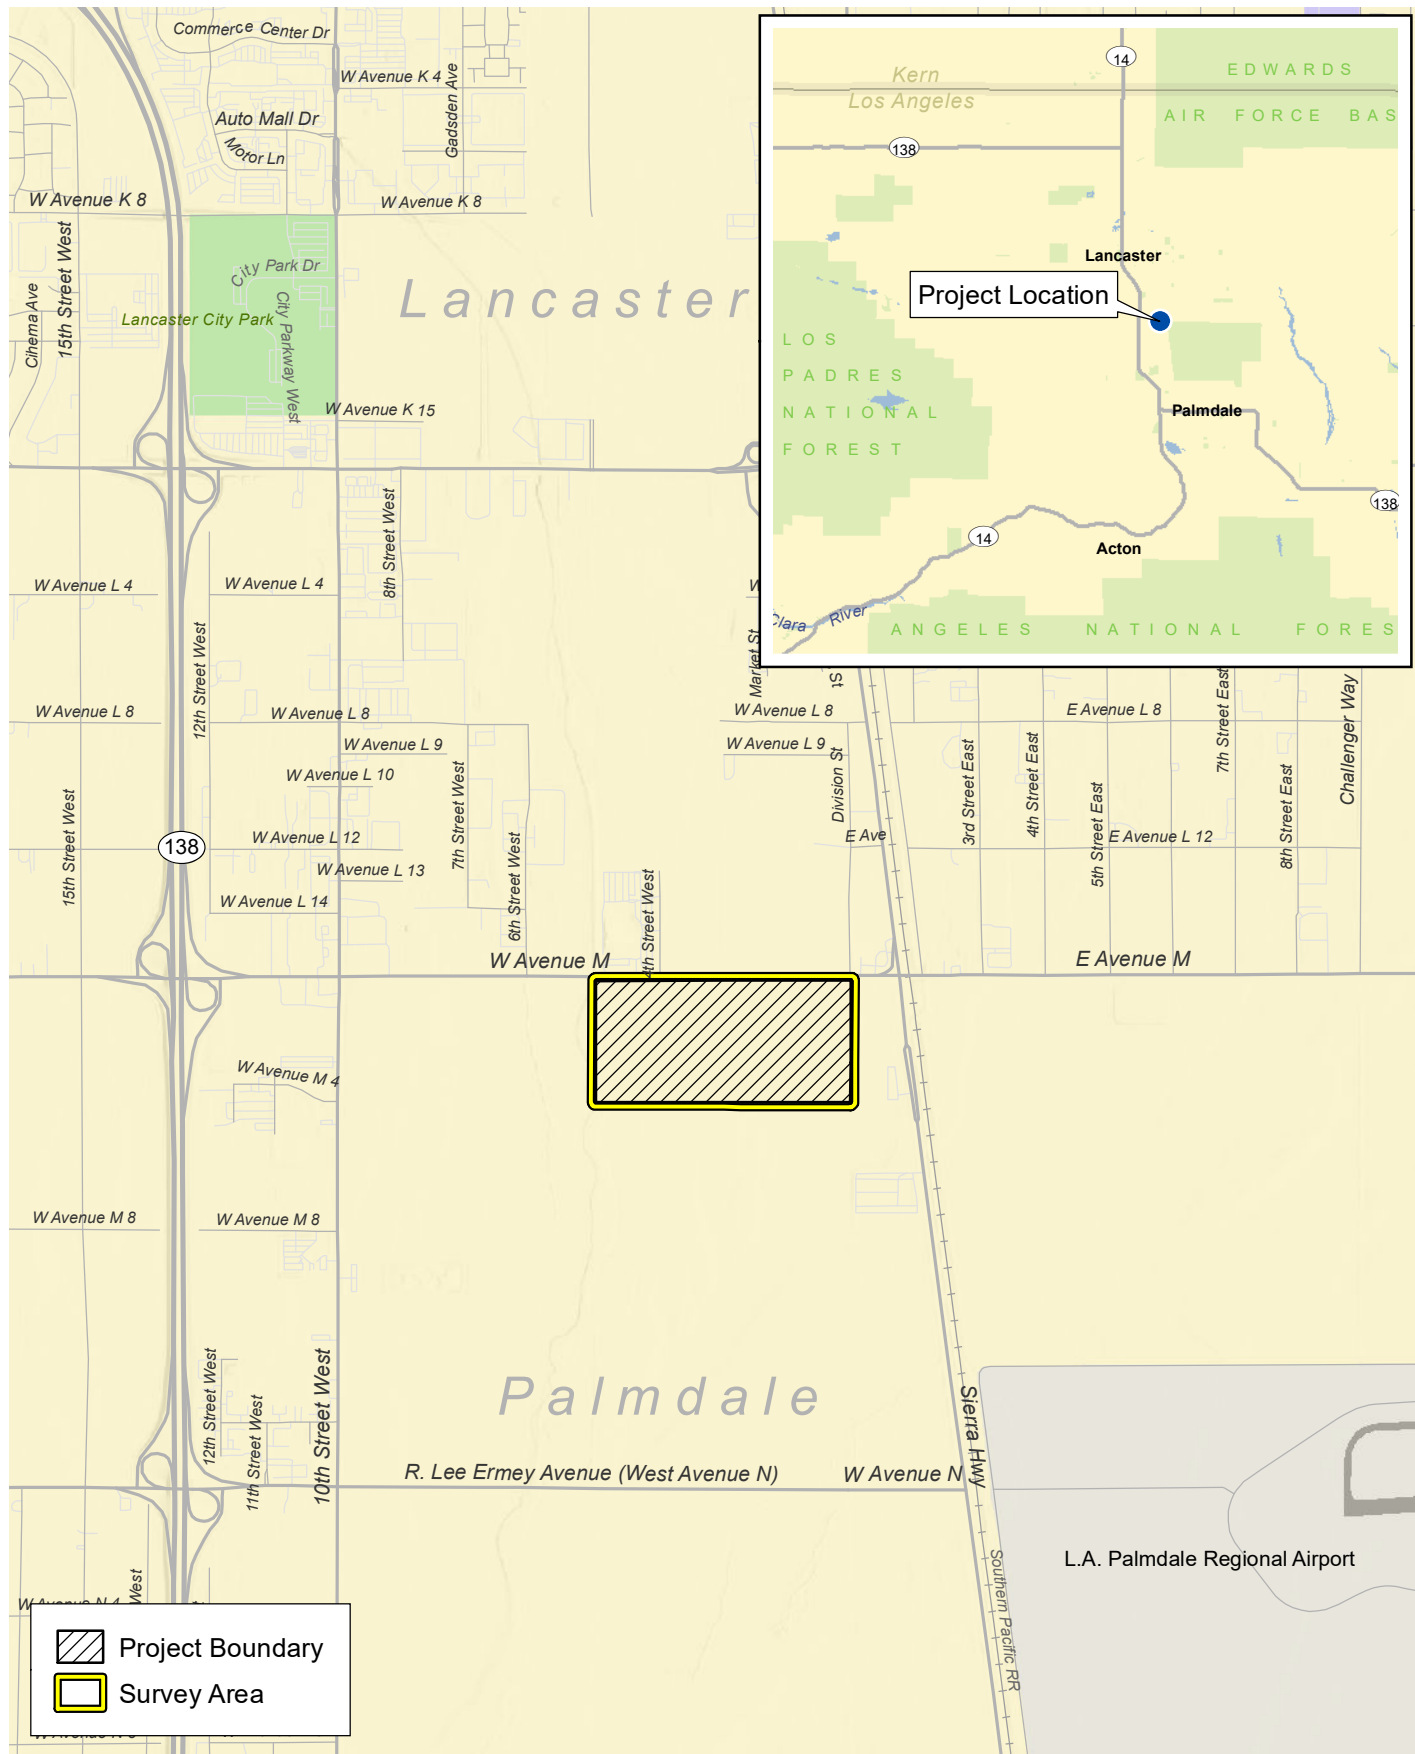 Commerce Center Dr
W Avenue K 4
Gadsden Ave
Auto Mall Dr
Motor Ln
W Avenue K 8
W Avenue K 8
15th Street West
City Park Dr
Lancaster
Lancaster City Park
City Parkway West
W Avenue K 15
14
EDWARDS
AIR FORCE BAS
Kern
Los Angeles
138
Lancaster
Project Location
LOS
PADRES
NATIONAL
FOREST
Palmdale
138
14
Acton
Clara River
ANGELES NATIONAL FORES
8th Street West
W Avenue L 4
W Avenue L 4
W
Market St
St
12th Street West
W Avenue L 8
W Avenue L 8
W Avenue L 8
E Avenue L 8
7th Street East
Challenger Way
W Avenue L 9
W Avenue L 9
W Avenue L 10
7th Street West
Division St
3rd Street East
4th Street East
5th Street East
8th Street East
15th Street West
138
W Avenue L 12
E Ave
E Avenue L 12
W Avenue L 13
W Avenue L 14
6th Street West
4th Street West
W Avenue M
E Avenue M
W Avenue M 4
W Avenue M 8
W Avenue M 8
12th Street West
11th Street West
10th Street West
Palmdale
Sierra Hwy
R. Lee Ermey Avenue (West Avenue N)
W Avenue N
L.A. Palmdale Regional Airport
Southern Pacific RR
West
W Avenue N 4
Project Boundary
Survey Area